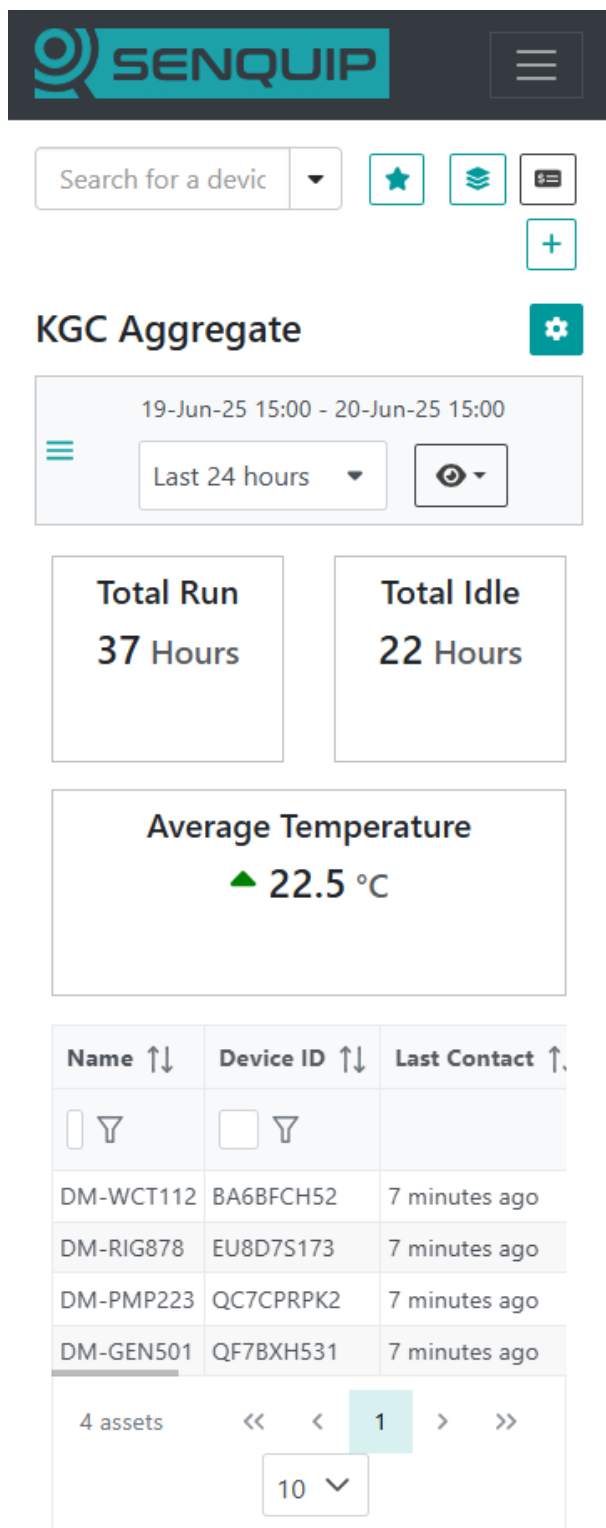 SENQUIP
Search for a devic
KGC Aggregate
19-Jun-25 15:00 - 20-Jun-25 15:00
Last 24 hours
Total Run
37 Hours
Total Idle
22 Hours
Average Temperature
22.5 °C
Name Device ID Last Contact
DM-WCT112 BA6BFCH52 7 minutes ago
DM-RIG878 EU8D7S173 7 minutes ago
DM-PMP223 QC7CPRPK2 7 minutes ago
DM-GEN501 QF7BXH531 7 minutes ago
4 assets << < 1 > >>
10